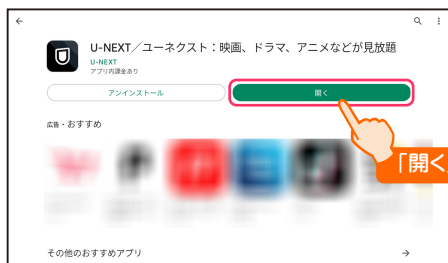 U-NEXT/ユーネクスト：映画、ドラマ、アニメなどが見放題
U-NEXT
アプリ内課金あり
アンインストール
開く
広告・おすすめ
「開く
その他のおすすめアプリ